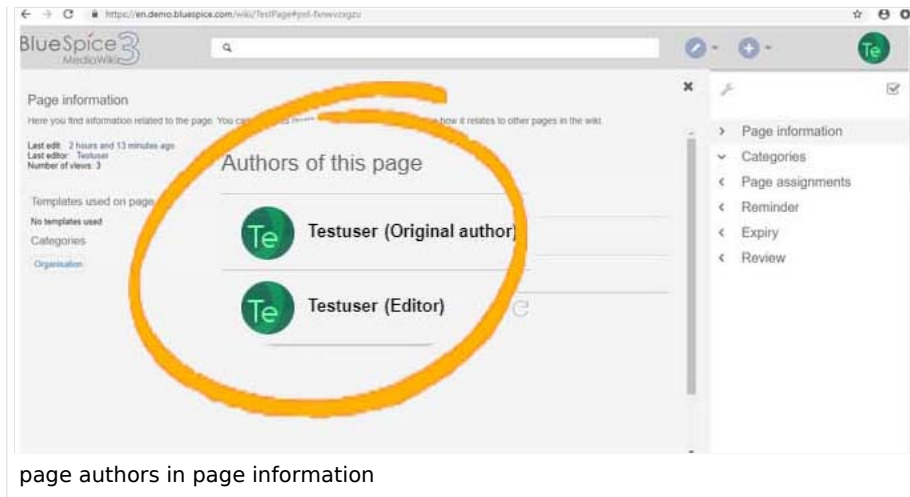 https://en.demo.bluespice.com/wiki/TestPage#
BlueSpice 3
MediaWiki
Te
Page information
Here you find information related to the page. You can how it relates to other pages in the wiki.
Last edit: 2 hours and 13 minutes ago
Last editor: Testuser
Number of views: 3
Templates used on page
No templates used
Categories
Organisation
Authors of this page
Te
Testuser (Original author)
Te
Testuser (Editor)
Page information
Categories
Page assignments
Reminder
Expiry
Review
page authors in page information